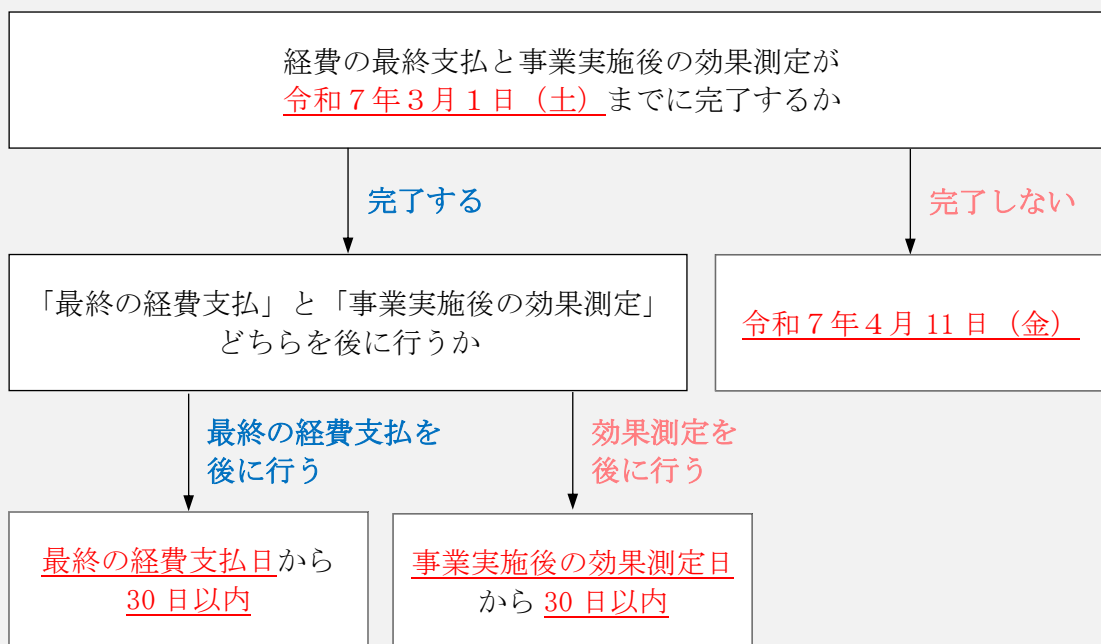 経費の最終支払と事業実施後の効果測定が
令和７年３月１日（土）までに完了するか
完了する
完了しない
「最終の経費支払」と「事業実施後の効果測定」
どちらを後に行うか
令和７年４月 11 日（金）
最終の経費支払を
後に行う
効果測定を
後に行う
最終の経費支払日から
30 日以内
事業実施後の効果測定日
から 30 日以内